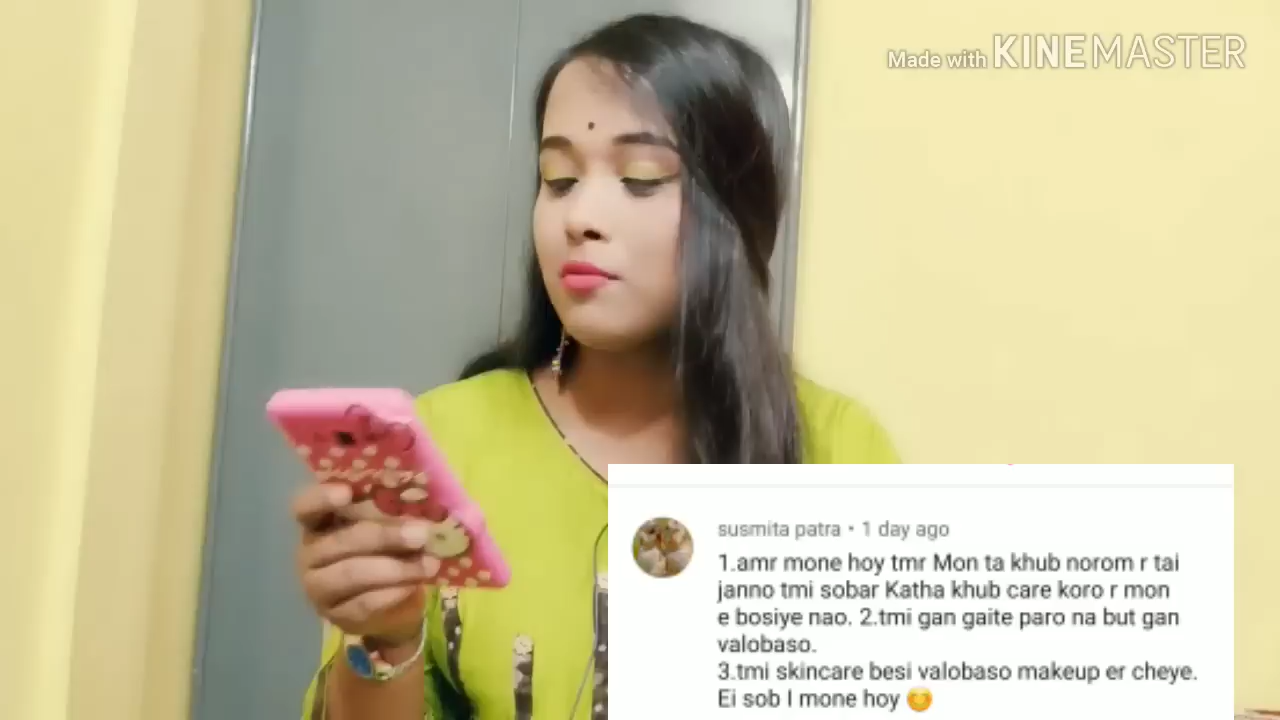 Made with KINEMASTER
susmita patra • 1 day ago
1.amr mone hoy tmr Mon ta khub norom r tai
janno tmi sobar Katha khub care koro r mon
e bosiye nao. 2.tmi gan gaite paro na but gan
valobaso.
3.tmi skincare besi valobaso makeup er cheye.
Ei sob I mone hoy 😊